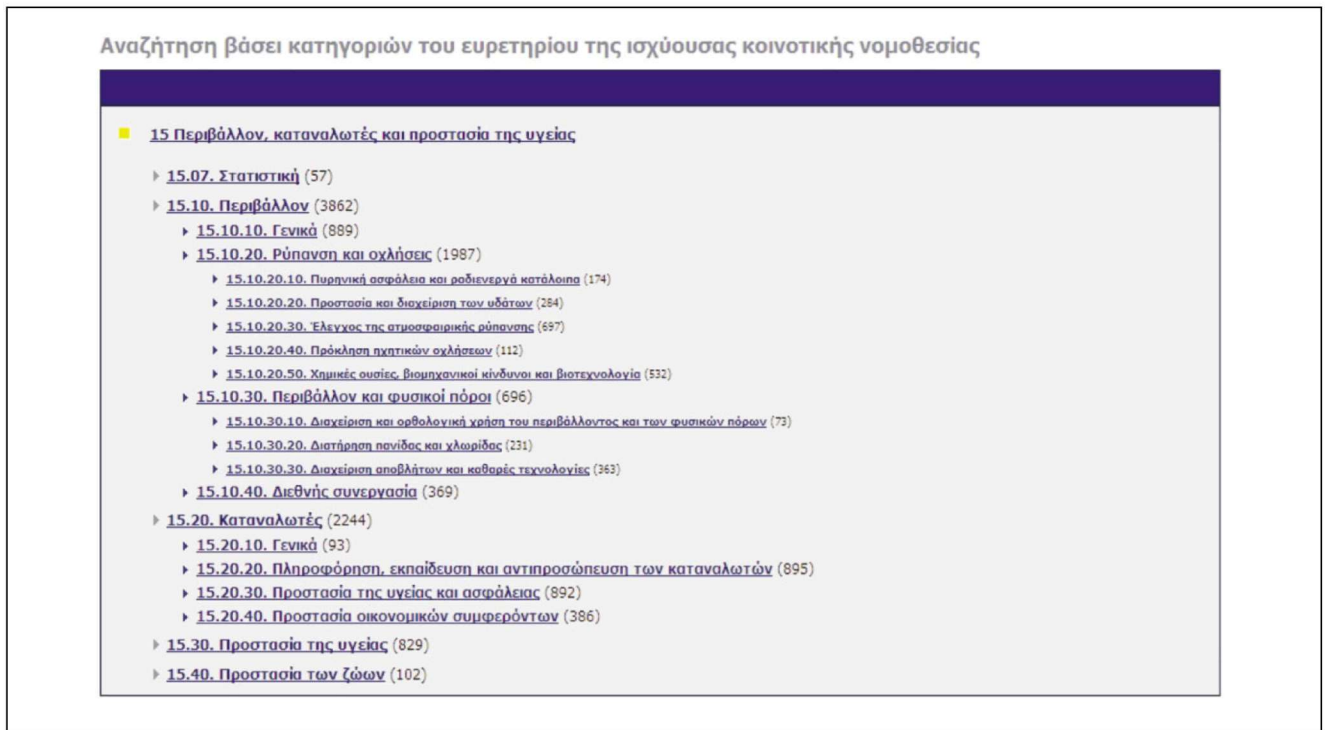 Αναζήτηση βάσει κατηγοριών του ευρετηρίου της ισχύουσας κοινοτικής νομοθεσίας
15 Περιβάλλον, καταναλωτές και προστασία της υγείας
15.07. Στατιστική (57)
15.10. Περιβάλλον (3862)
15.10.10. Γενικά (889)
15.10.20. Ρύπανση και οχλήσεις (1987)
15.10.20.10. Πυρηνική ασφάλεια και ραδιενεργά κατάλοιπα (174)
15.10.20.20. Προστασία και διαχείριση των υδάτων (284)
15.10.20.30. Έλεγχος της ατμοσφαιρικής ρύπανσης (697)
15.10.20.40. Πρόκληση ηχητικών οχλήσεων (112)
15.10.20.50. Χημικές ουσίες, βιομηχανικοί κίνδυνοι και βιοτεχνολογία (532)
15.10.30. Περιβάλλον και φυσικοί πόροι (696)
15.10.30.10. Διαχείριση και ορθολογική χρήση του περιβάλλοντος και των φυσικών πόρων (73)
15.10.30.20. Διατήρηση πανίδας και χλωρίδας (231)
15.10.30.30. Διαχείριση αποβλήτων και καθαρές τεχνολογίες (363)
15.10.40. Διεθνής συνεργασία (369)
15.20. Καταναλωτές (2244)
15.20.10. Γενικά (93)
15.20.20. Πληροφόρηση, εκπαίδευση και αντιπροσώπευση των καταναλωτών (895)
15.20.30. Προστασία της υγείας και ασφάλειας (892)
15.20.40. Προστασία οικονομικών συμφερόντων (386)
15.30. Προστασία της υγείας (829)
15.40. Προστασία των ζώων (102)